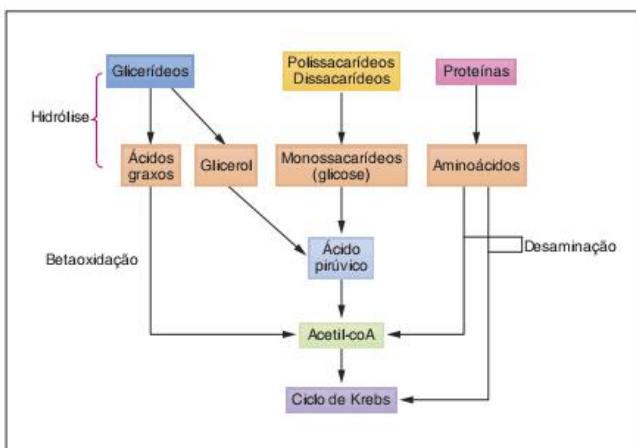 Glicerídeos
Polissacarídeos
Dissacarídeos
Proteínas
Hidrólise
Ácidos
graxos
Glicerol
Monossacarídeos
(glicose)
Aminoácidos
Betaoxidação
Ácido
pirúvico
Desaminação
Acetil-coA
Ciclo de Krebs